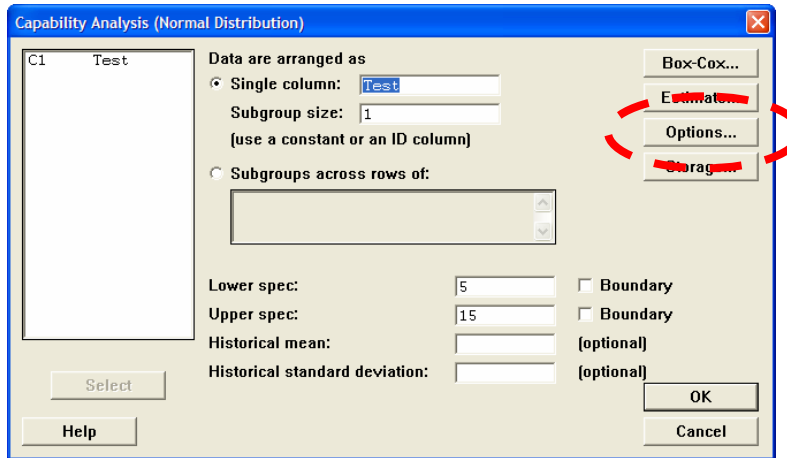 Capability Analysis (Normal Distribution)
C1 Test
Data are arranged as
Single column: Test
Subgroup size: 1
(use a constant or an ID column)
Subgroups across rows of:
Box-Cox...
Estimate...
Options...
Storage...
Lower spec: 5 Boundary
Upper spec: 15 Boundary
Historical mean: (optional)
Historical standard deviation: (optional)
Select
OK
Help
Cancel